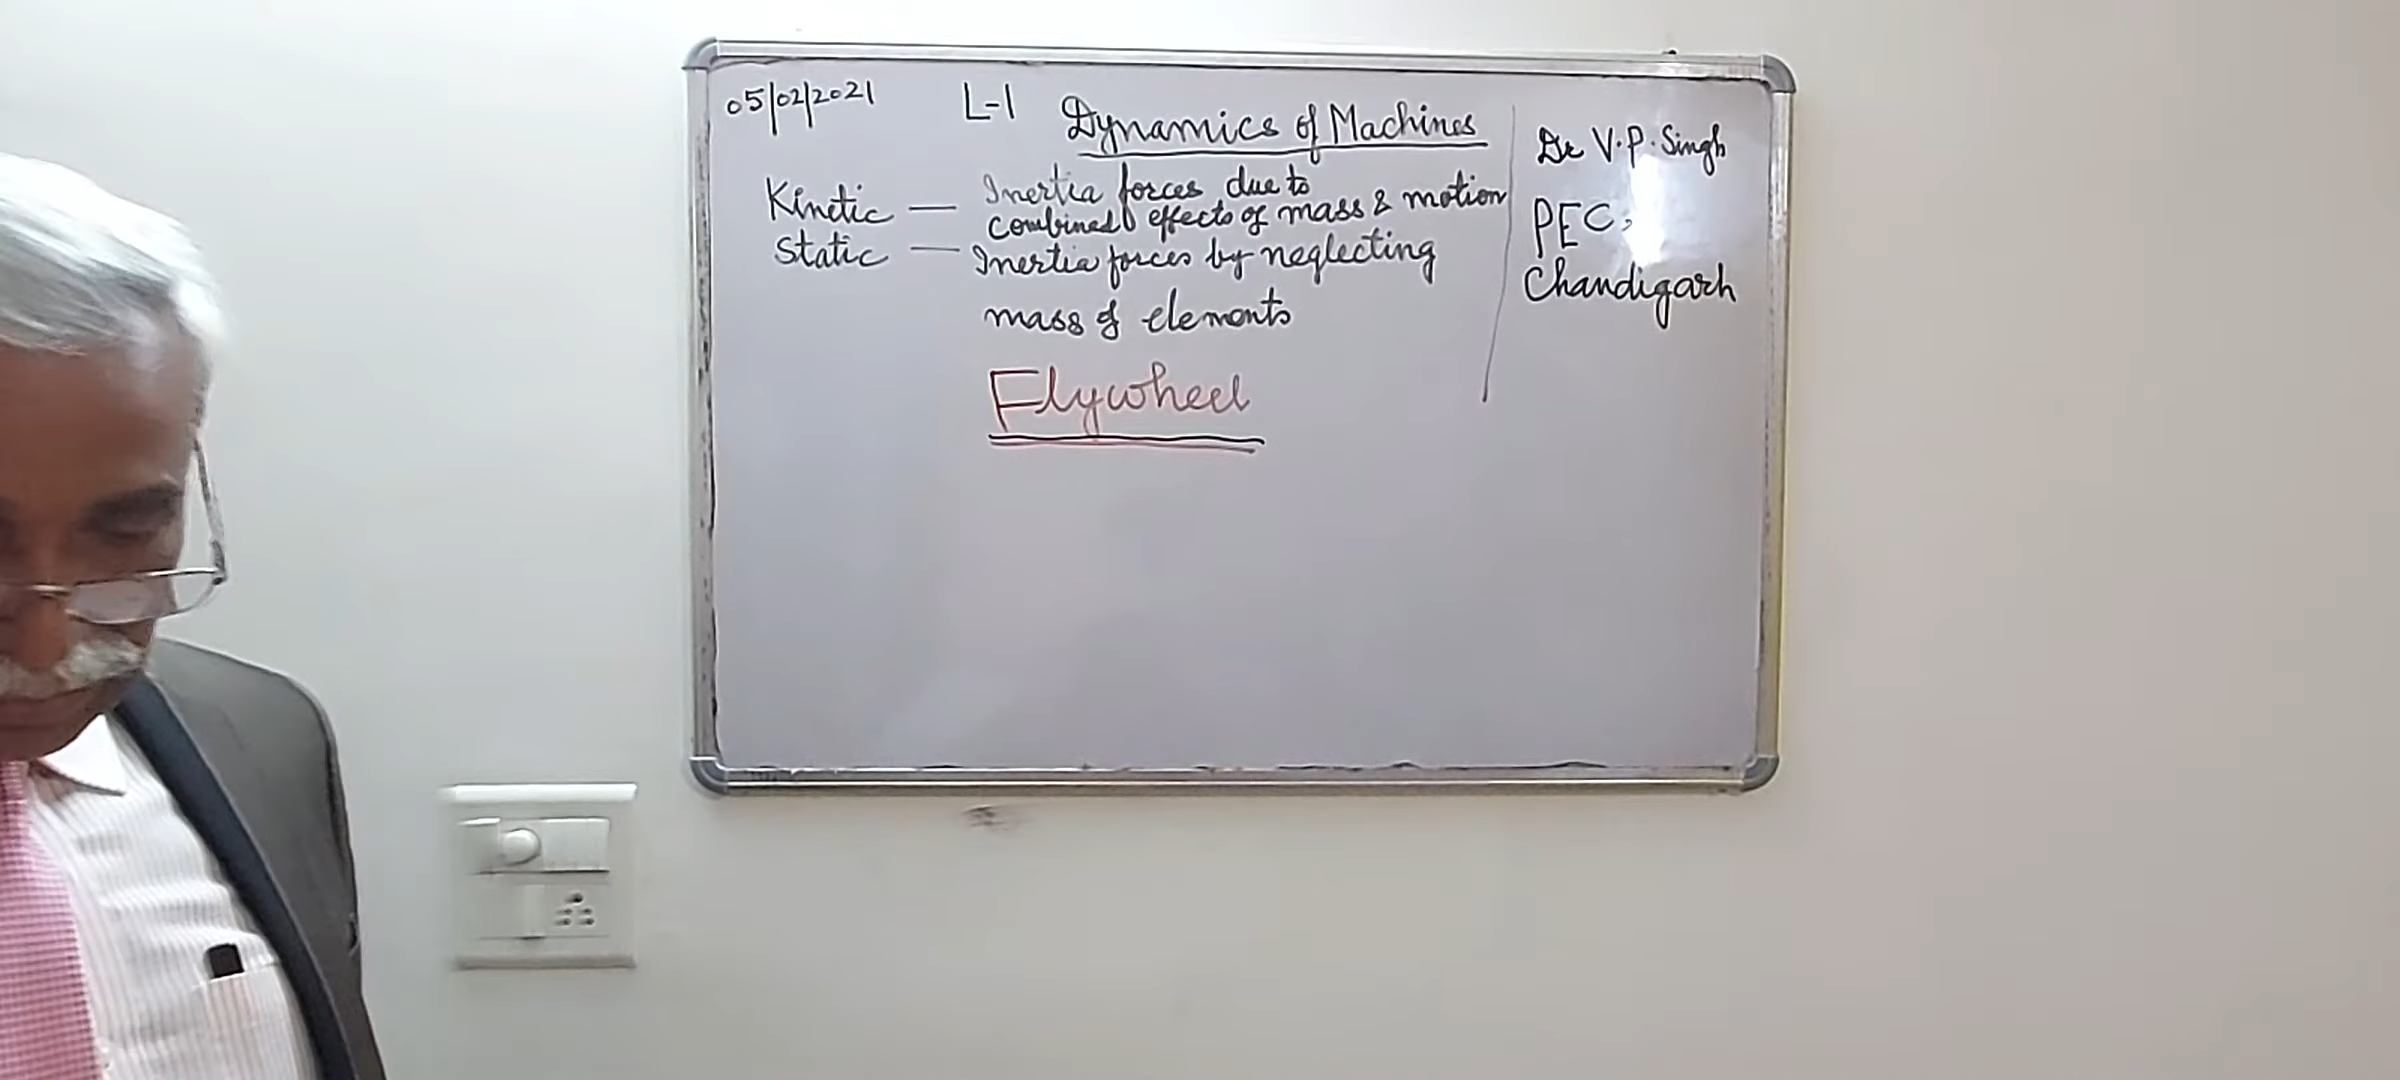 05/02/2021 L-1 Dynamics of Machines
Kinetic — Inertia forces due to
combined effects of mass & motion
Static — Inertia forces by neglecting
mass of elements
Flywheel
Dr V.P. Singh
PEC,
Chandigarh